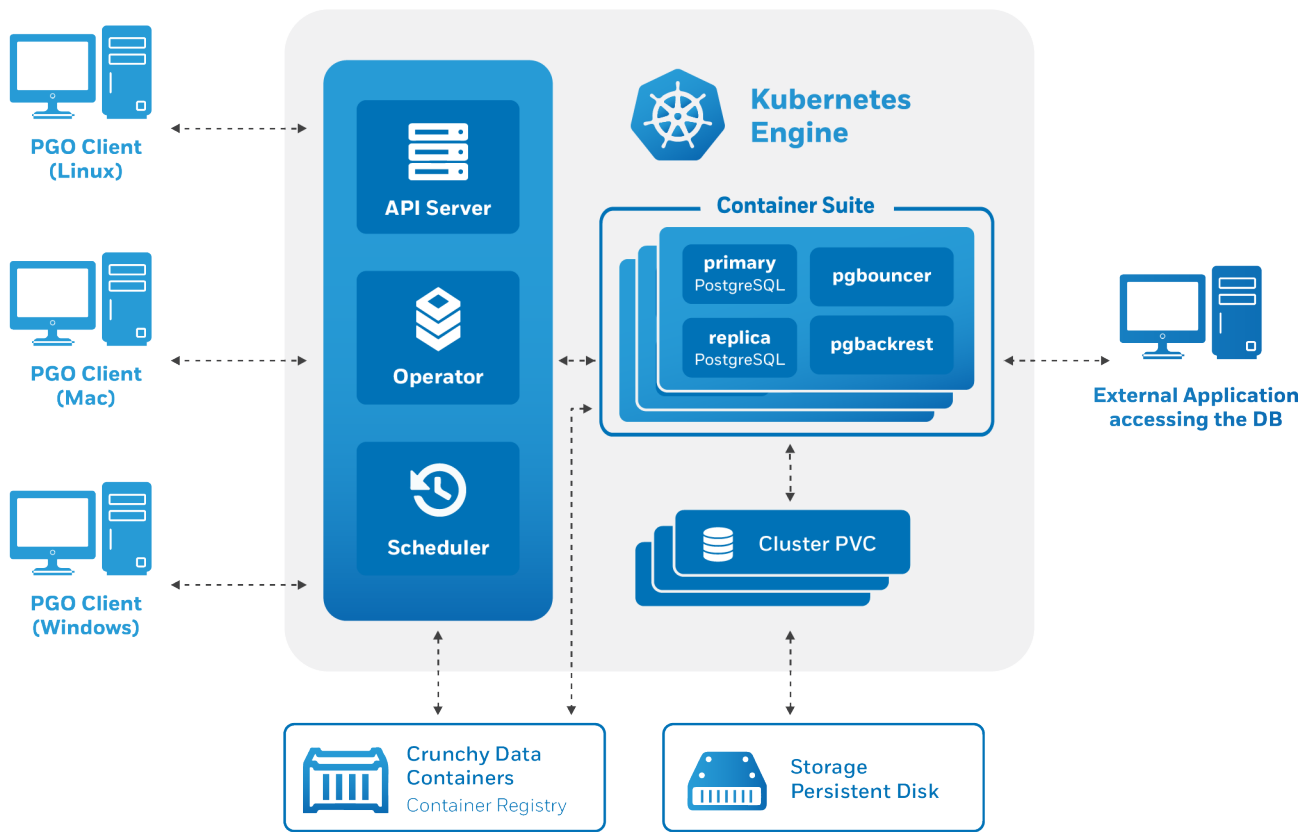 PGO Client
(Linux)
PGO Client
(Mac)
PGO Client
(Windows)
API Server
Operator
Scheduler
Kubernetes
Engine
Container Suite
primary
PostgreSQL
pgbouncer
replica
PostgreSQL
pgbackrest
Cluster PVC
External Application
accessing the DB
Crunchy Data
Containers
Container Registry
Storage
Persistent Disk